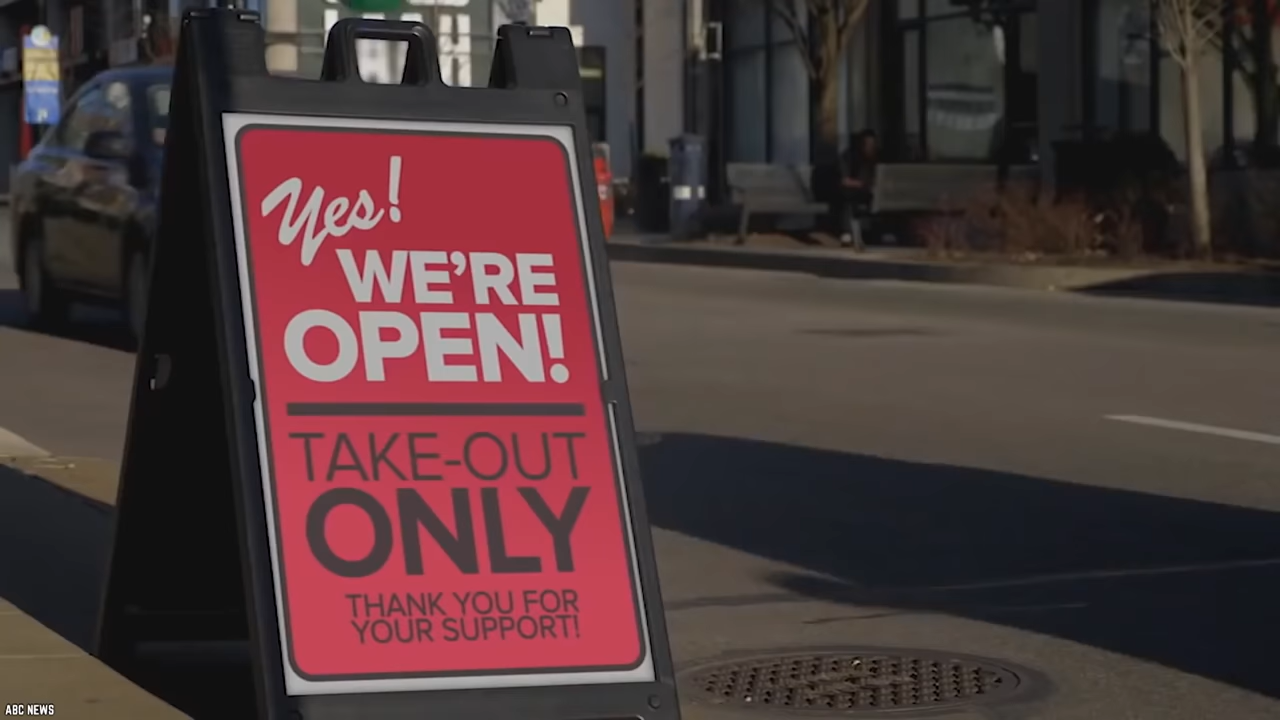 Yes!
WE'RE
OPEN!
TAKE-OUT
ONLY
THANK YOU FOR
YOUR SUPPORT!
ABC NEWS